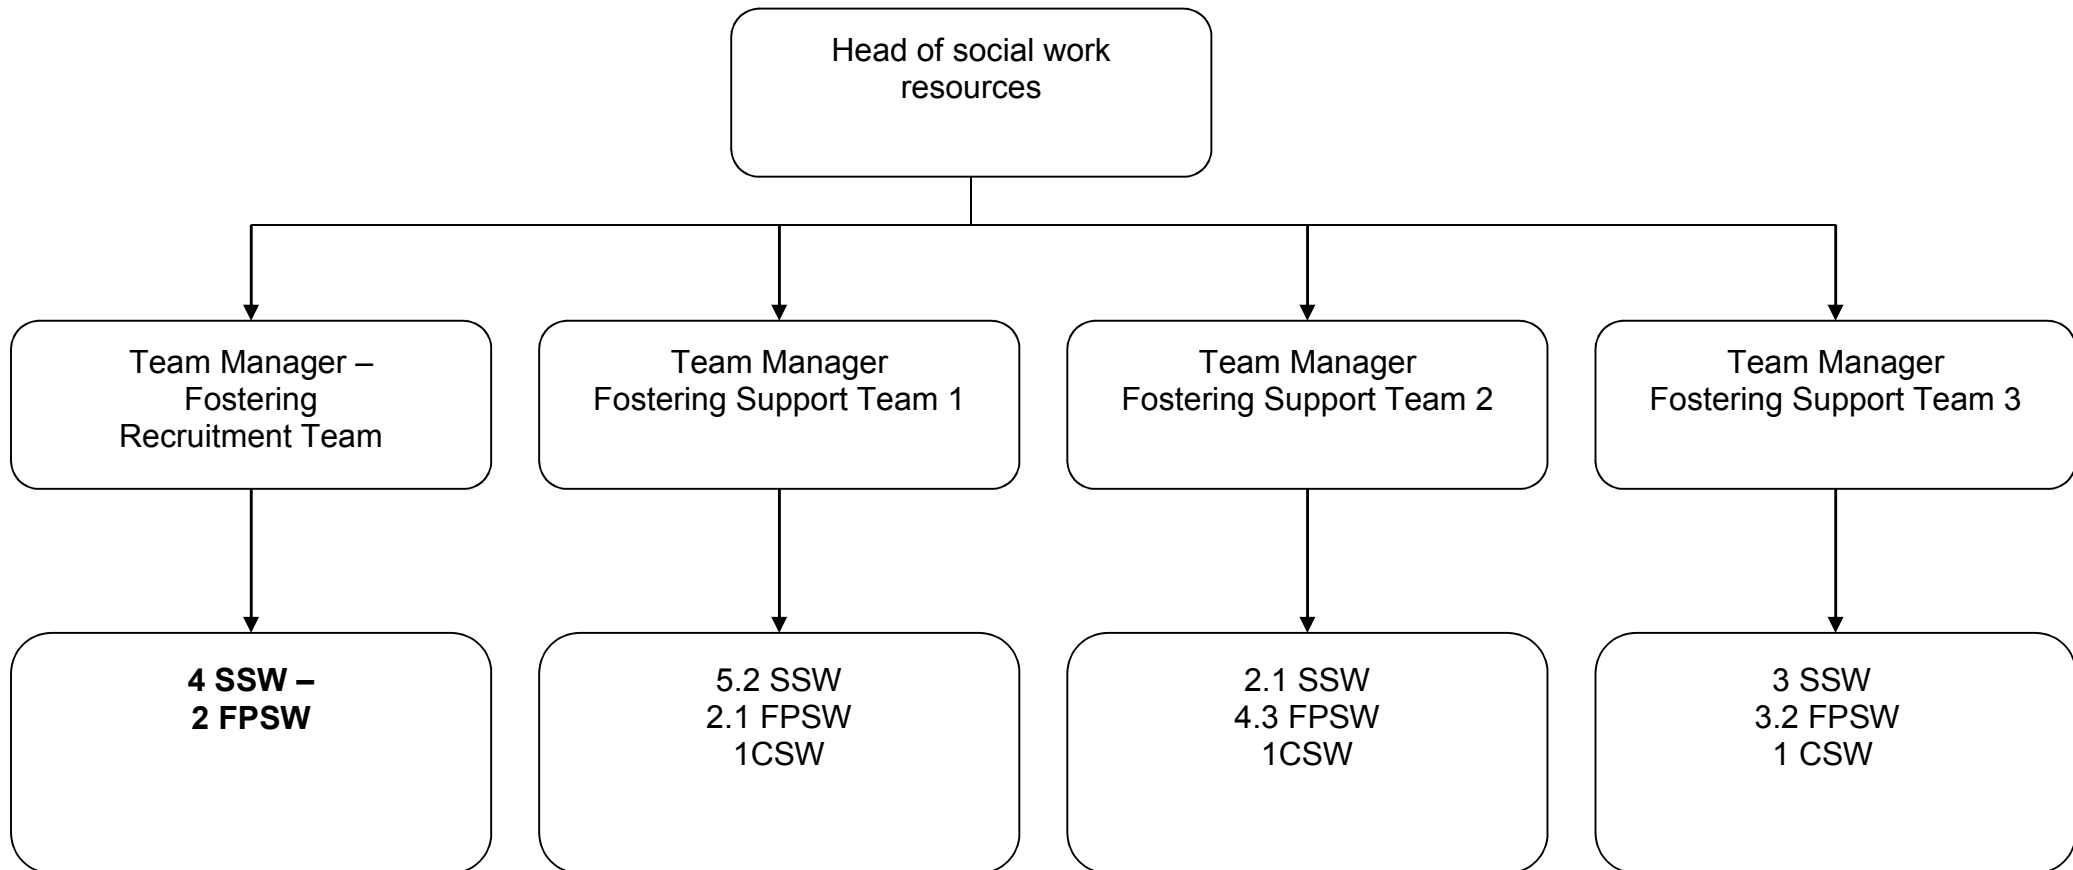 Head of social work
resources
Team Manager –
Fostering
Recruitment Team
Team Manager
Fostering Support Team 1
Team Manager
Fostering Support Team 2
Team Manager
Fostering Support Team 3
4 SSW –
2 FPSW
5.2 SSW
2.1 FPSW
1CSW
2.1 SSW
4.3 FPSW
1CSW
3 SSW
3.2 FPSW
1 CSW